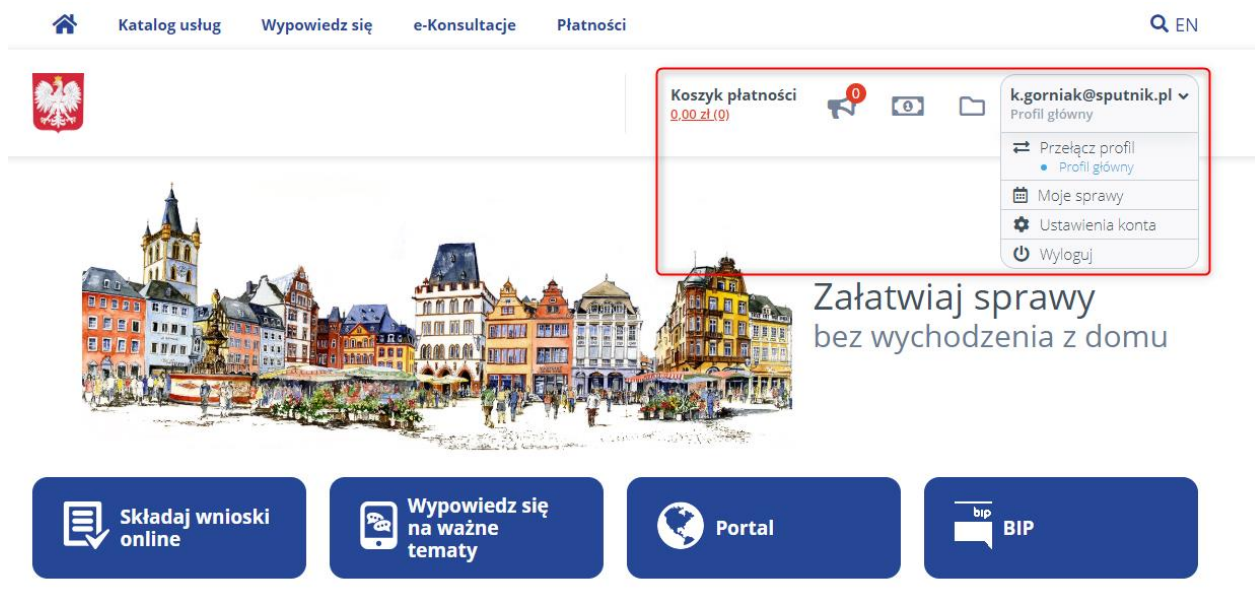 Katalog usług
Wypowiedz się
e-Konsultacje
Płatności
EN
Koszyk płatności
0,00 zł (0)
0
0
k.gorniak@sputnik.pl
Profil główny
Przełącz profil
Profil główny
Moje sprawy
Ustawienia konta
Wyloguj
Załatwiaj sprawy
bez wychodzenia z domu
Składaj wnioski
online
Wypowiedz się
na ważne
tematy
Portal
bip
BIP